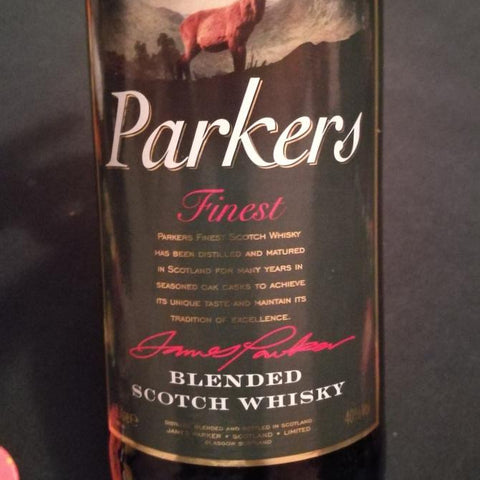 Parkers
Finest
PARKERS FINEST SCOTCH WHISKY
HAS BEEN DISTILLED AND MATURED
IN SCOTLAND FOR MANY YEARS IN
SEASONED OAK CASKS TO ACHIEVE
ITS UNIQUE TASTE AND MAINTAIN ITS
TRADITION OF EXCELLENCE.
James Parker
BLENDED
SCOTCH WHISKY
DISTILLED BLENDED AND BOTTLED IN SCOTLAND
JAMES PARKER • SCOTLAND • LIMITED
GLASGOW SCOTLAND
40%